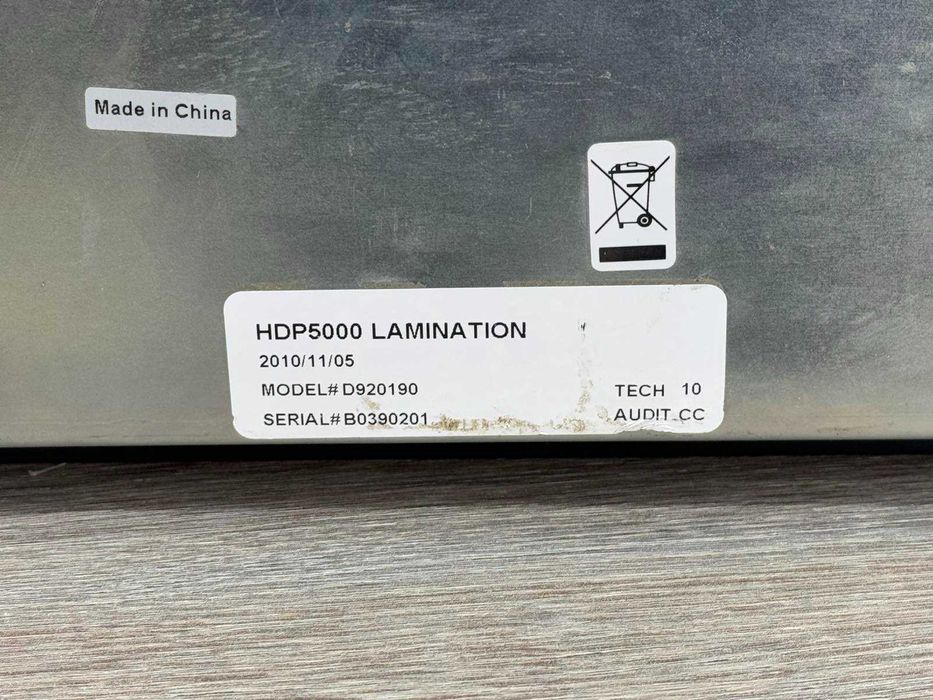 Made in China
HDP5000 LAMINATION
2010/11/05
MODEL# D920190
TECH 10
SERIAL# B0390201
AUDIT CC